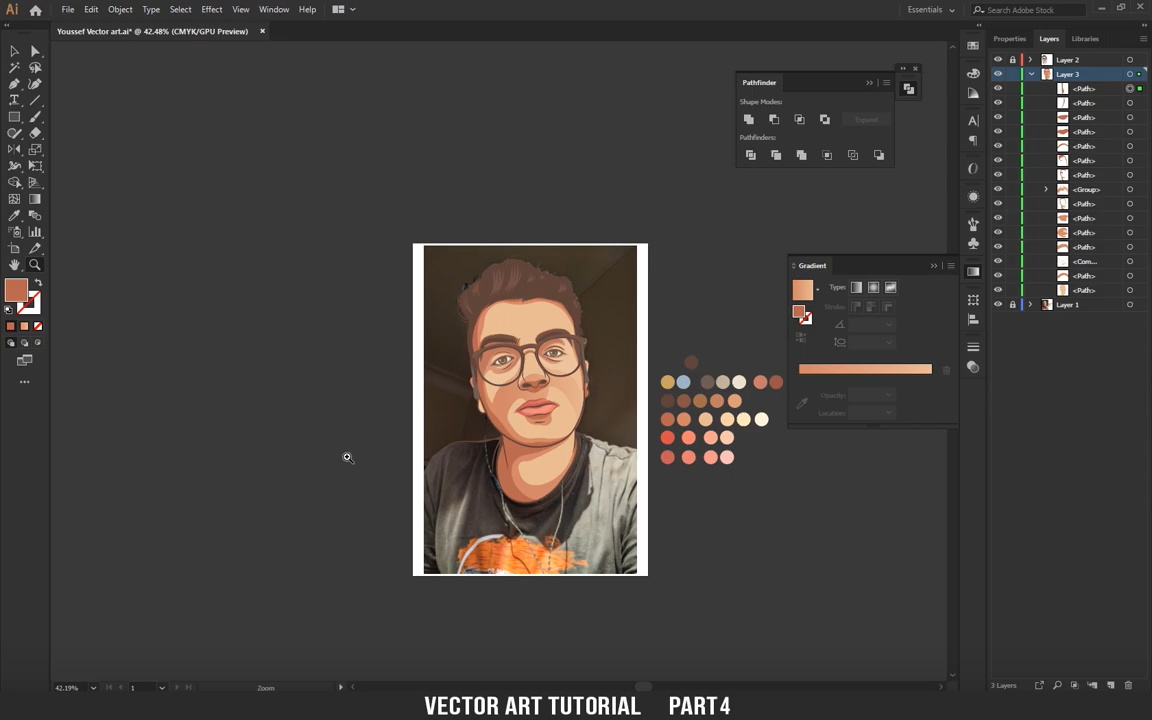 Ai File Edit Object Type Select Effect View Window Help Essentials Search Adobe Stock
Youssef Vector art.ai* @ 42.48% (CMYK/GPU Preview)
Properties Layers Libraries
Layer 2
Layer 3
<Path>
<Path>
<Path>
<Path>
<Path>
<Path>
<Path>
<Group>
<Path>
<Path>
<Path>
<Path>
<Com...
<Path>
<Path>
Layer 1
Pathfinder
Shape Modes:
Expand
Pathfinders:
Gradient
Type:
Stroke:
Opacity:
Location:
42.19% 1 Zoom
3 Layers
VECTOR ART TUTORIAL PART 4